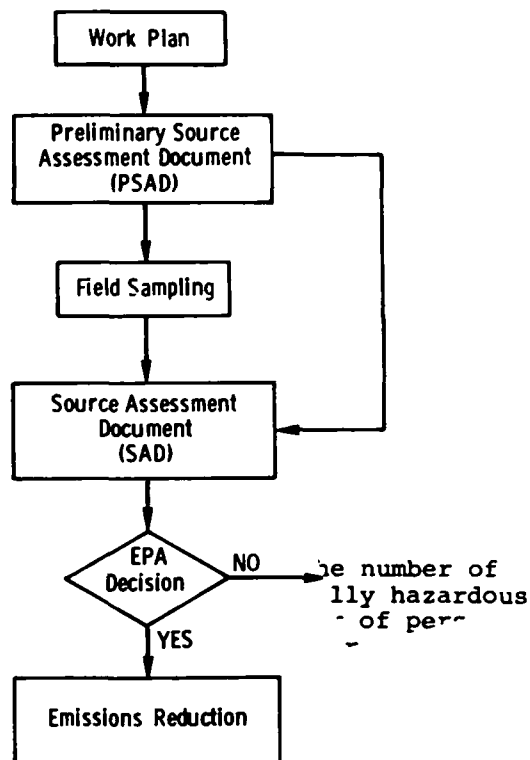 Work Plan
Preliminary Source
Assessment Document
(PSAD)
Field Sampling
Source Assessment
Document
(SAD)
EPA
Decision
NO
number of
hazardous
of
YES
Emissions Reduction